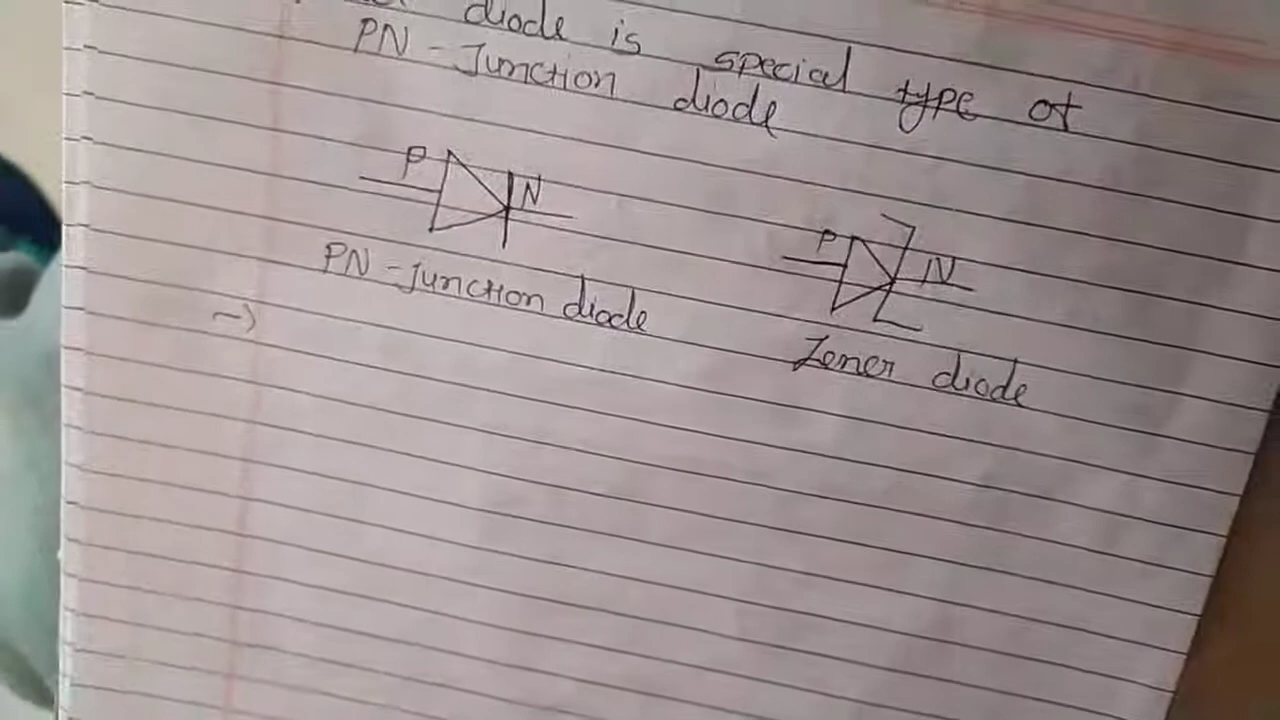 diode is special type of
PN - Junction diode
P N
P N
PN - junction diode
Zener diode